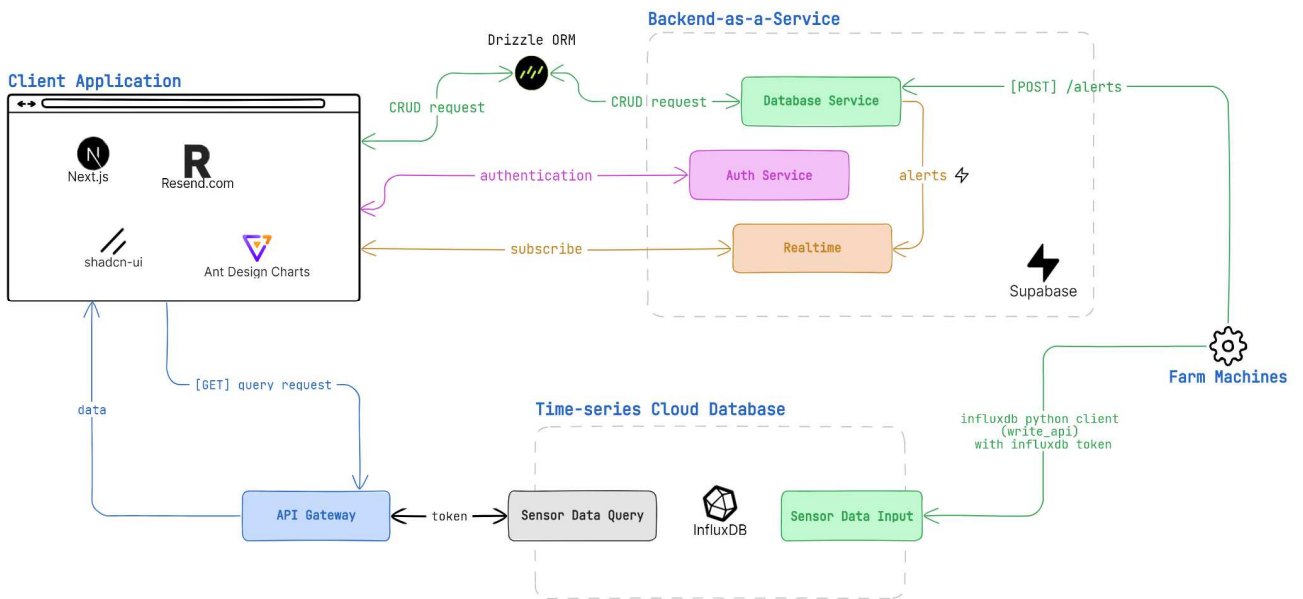 Backend-as-a-Service
Drizzle ORM
Client Application
CRUD request
CRUD request
Database Service
[POST] /alerts
Next.js
R
Resend.com
authentication
Auth Service
alerts
shadcn-ui
Ant Design Charts
subscribe
Realtime
Supabase
Farm Machines
[GET] query request
data
Time-series Cloud Database
influxdb python client
(write_api)
with influxdb token
API Gateway
token
Sensor Data Query
InfluxDB
Sensor Data Input